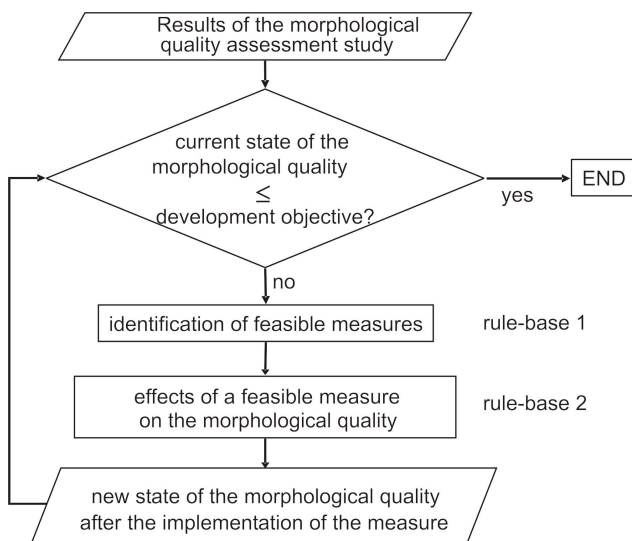 Results of the morphological
quality assessment study
current state of the
morphological quality
≤
development objective?
yes
END
no
identification of feasible measures
rule-base 1
effects of a feasible measure
on the morphological quality
rule-base 2
new state of the morphological quality
after the implementation of the measure